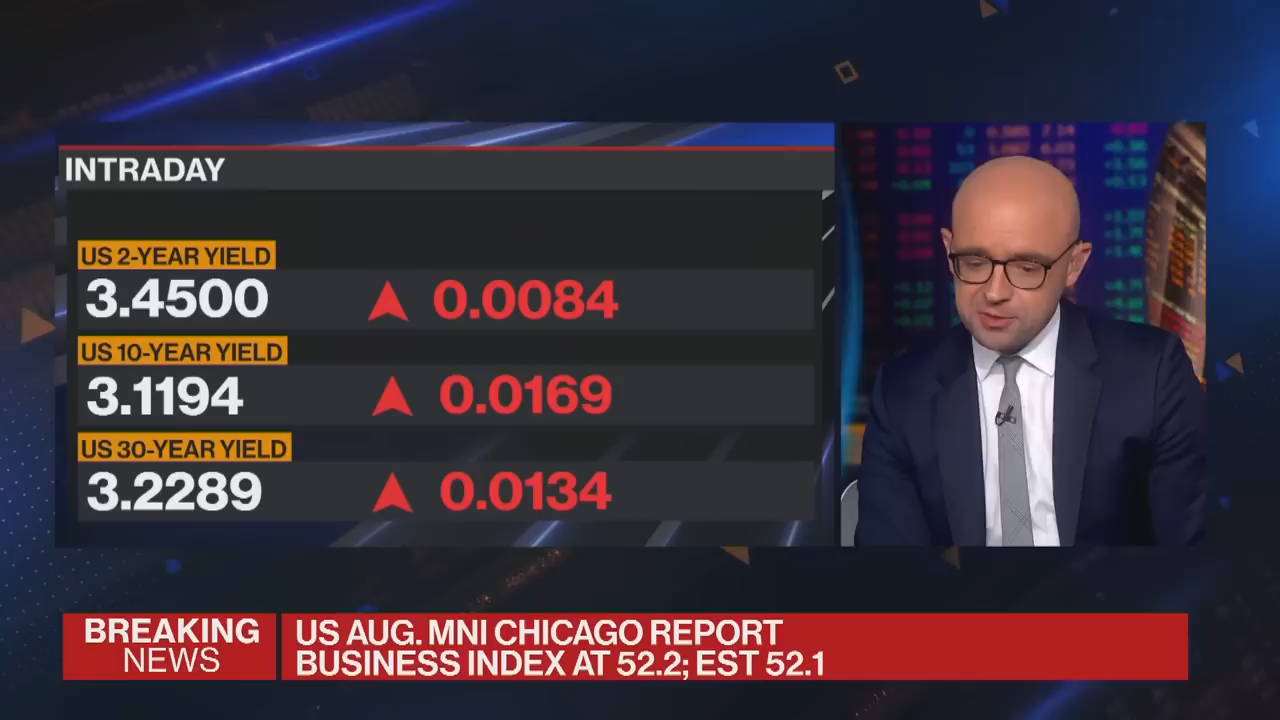 INTRADAY
US 2-YEAR YIELD
3.4500 ▲ 0.0084
US 10-YEAR YIELD
3.1194 ▲ 0.0169
US 30-YEAR YIELD
3.2289 ▲ 0.0134
BREAKING
NEWS
US AUG. MNI CHICAGO REPORT
BUSINESS INDEX AT 52.2; EST 52.1